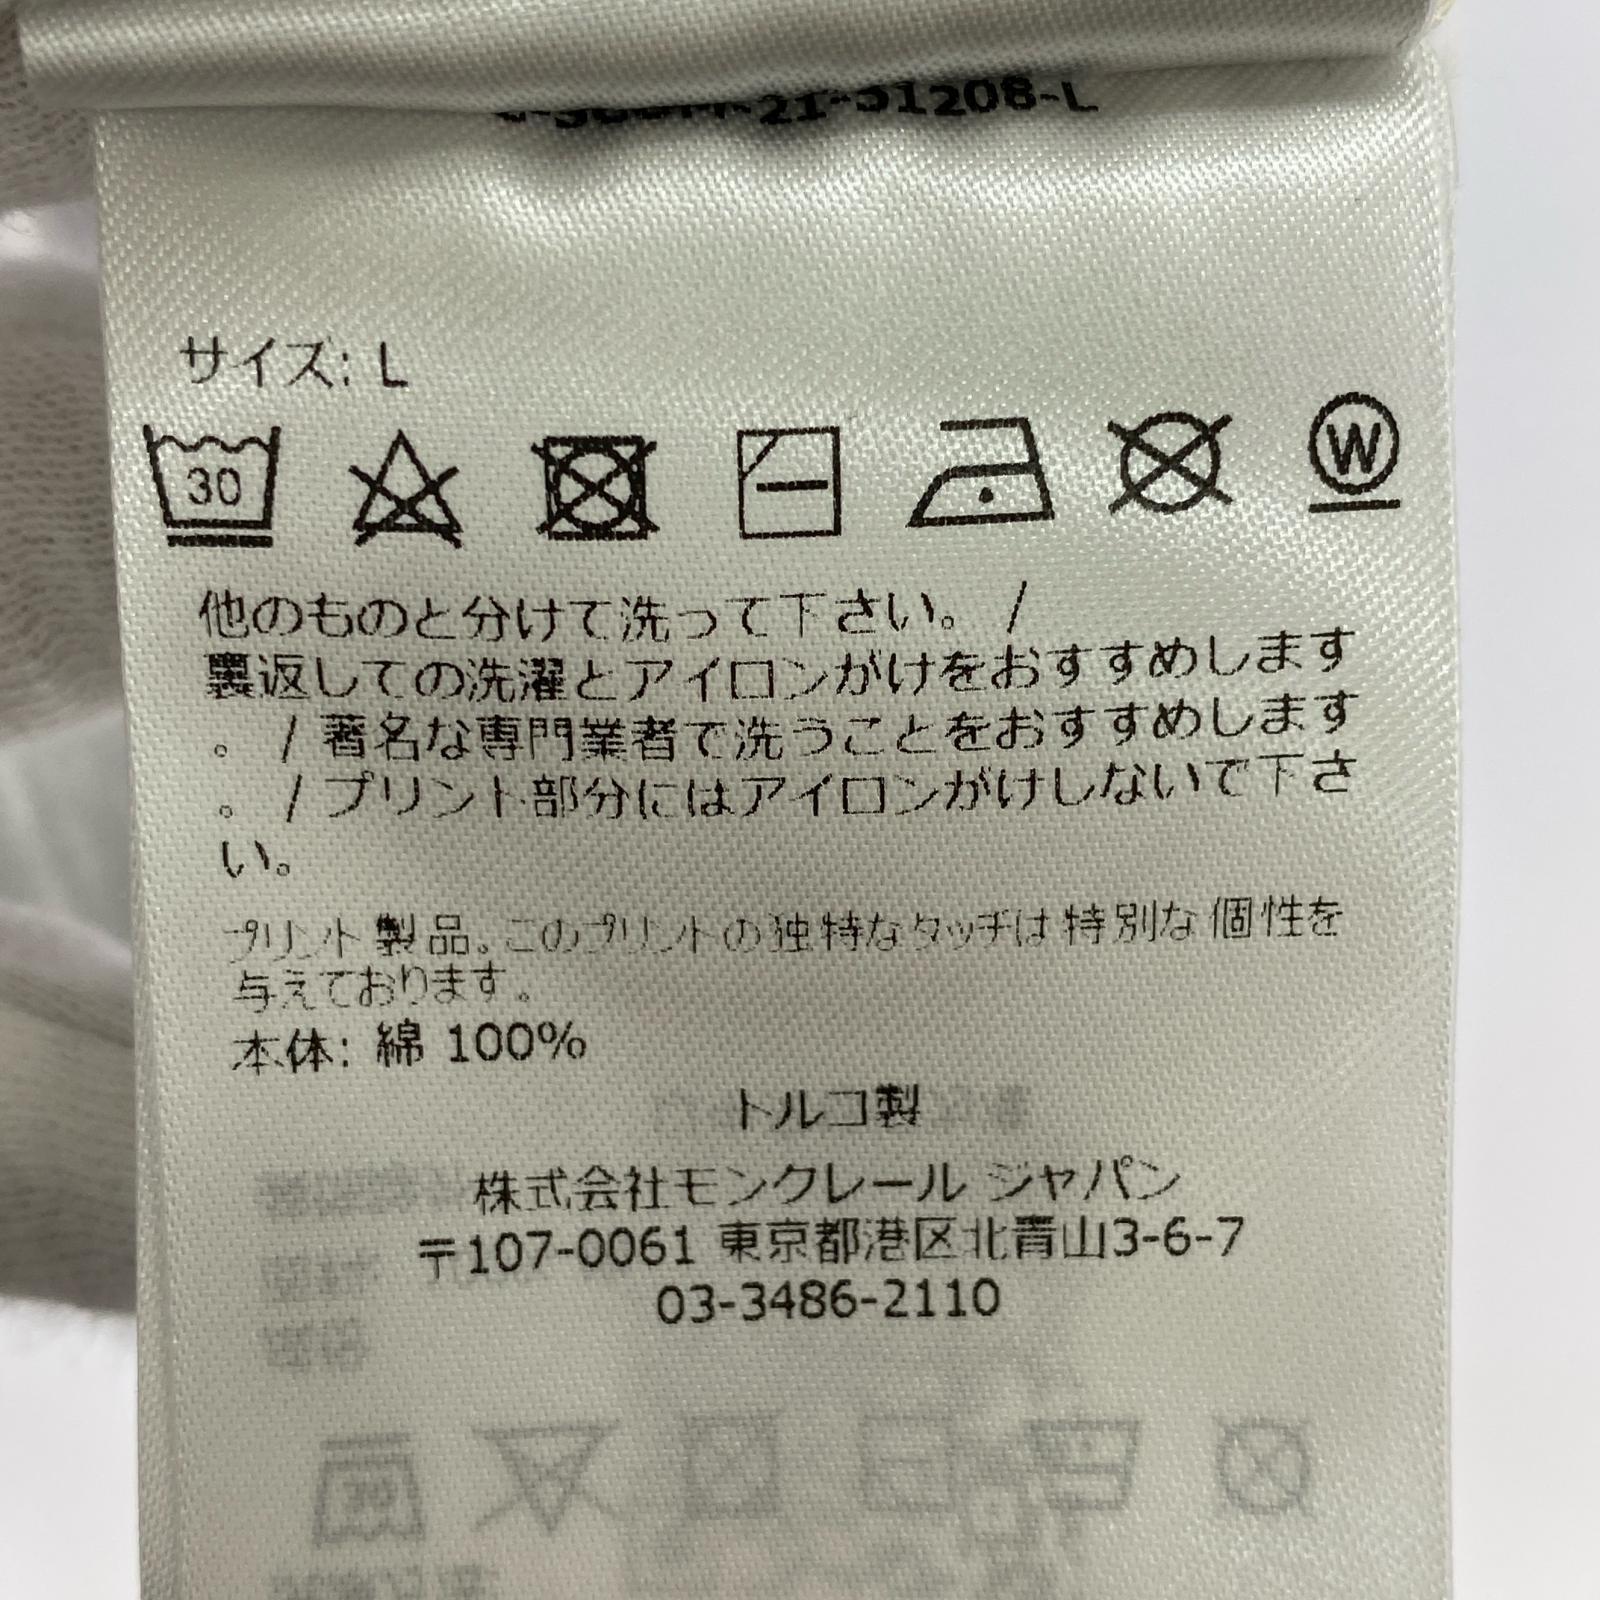 21-31208-L
サイズ: L
30
W
他のものと分けて洗って下さい。 /
裏返しての洗濯とアイロンがけをおすすめします
。 / 著名な専門業者で洗うことをおすすめします
。 / プリント部分にはアイロンがけしないで下さ
い。
プリント製品。このプリントの独特なタッチは特別な個性を
与えております。
本体: 綿 100%
トルコ製
株式会社モンクレール ジャパン
〒107-0061 東京都港区北青山3-6-7
03-3486-2110